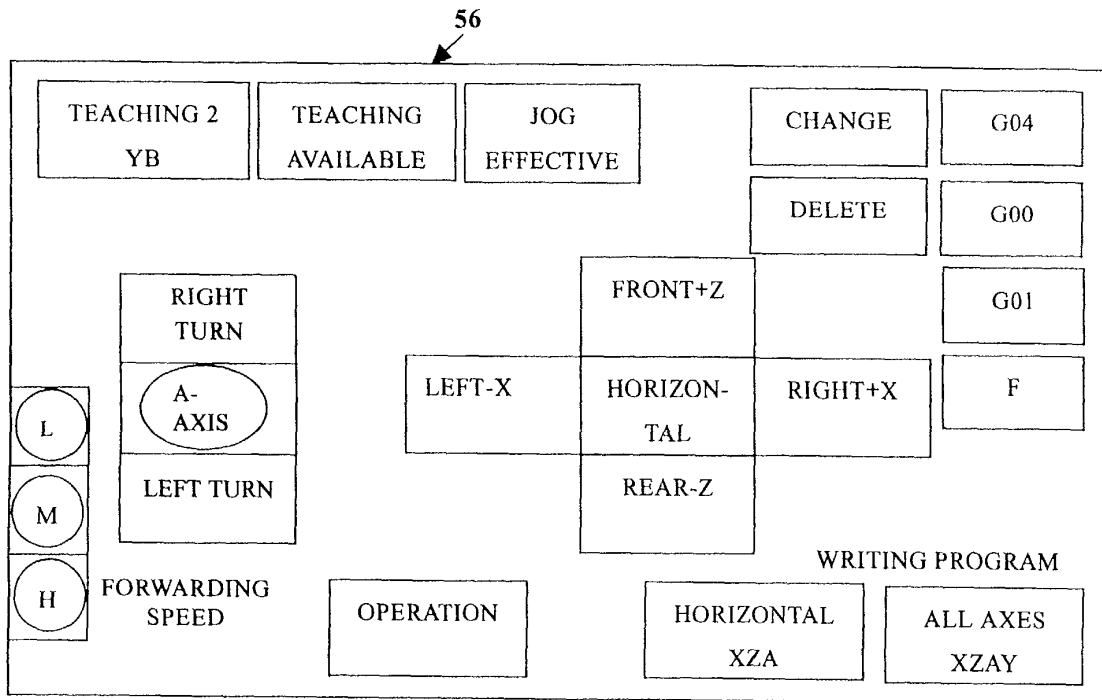 56
TEACHING 2
YB
TEACHING
AVAILABLE
JOG
EFFECTIVE
CHANGE
G04
DELETE
G00
RIGHT
TURN
FRONT+Z
G01
A-
AXIS
LEFT-X
HORIZON-
TAL
RIGHT+X
F
L
LEFT TURN
REAR-Z
M
H
FORWARDING
SPEED
OPERATION
WRITING PROGRAM
HORIZONTAL
XZA
ALL AXES
XZAY